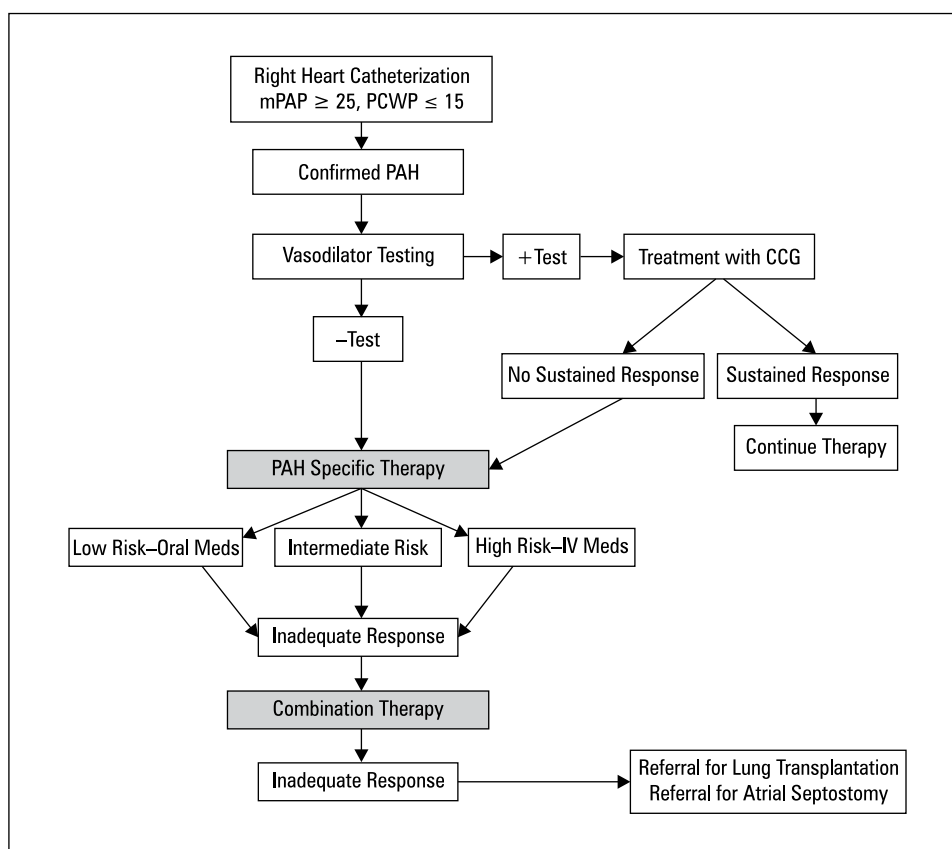 Right Heart Catheterization
mPAP ≥ 25, PCWP ≤ 15
Confirmed PAH
Vasodilator Testing
+Test
Treatment with CCG
–Test
No Sustained Response
Sustained Response
Continue Therapy
PAH Specific Therapy
Low Risk–Oral Meds
Intermediate Risk
High Risk–IV Meds
Inadequate Response
Combination Therapy
Inadequate Response
Referral for Lung Transplantation
Referral for Atrial Septostomy